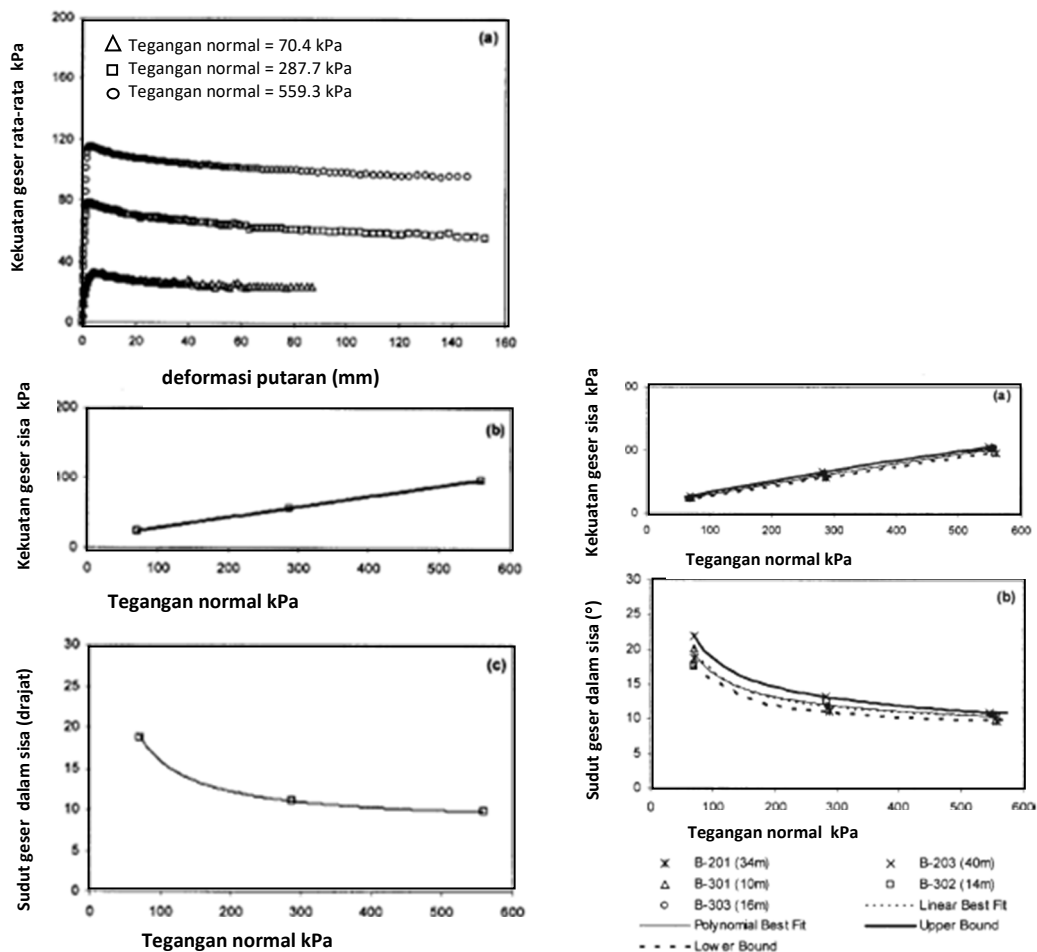 Kekuatan geser rata-rata kPa
200
160
120
80
40
0
(a)
Tegangan normal = 70.4 kPa
Tegangan normal = 287.7 kPa
Tegangan normal = 559.3 kPa
0 20 40 60 80 100 120 140 160
deformasi putaran (mm)
Kekuatan geser sisa kPa
200
100
0
(b)
0 100 200 300 400 500 600
Tegangan normal kPa
Sudut geser dalam sisa (drajat)
30
25
20
15
10
5
0
(c)
0 100 200 300 400 500 600
Tegangan normal kPa
Kekuatan geser sisa kPa
00
00
0
(a)
0 100 200 300 400 500 600
Tegangan normal kPa
Sudut geser dalam sisa (°)
30
25
20
15
10
5
0
(b)
0 100 200 300 400 500 600
Tegangan normal kPa
B-201 (34m) B-203 (40m)
B-301 (10m) B-302 (14m)
B-303 (16m) Linear Best Fit
Polynomial Best Fit Upper Bound
Lower Bound